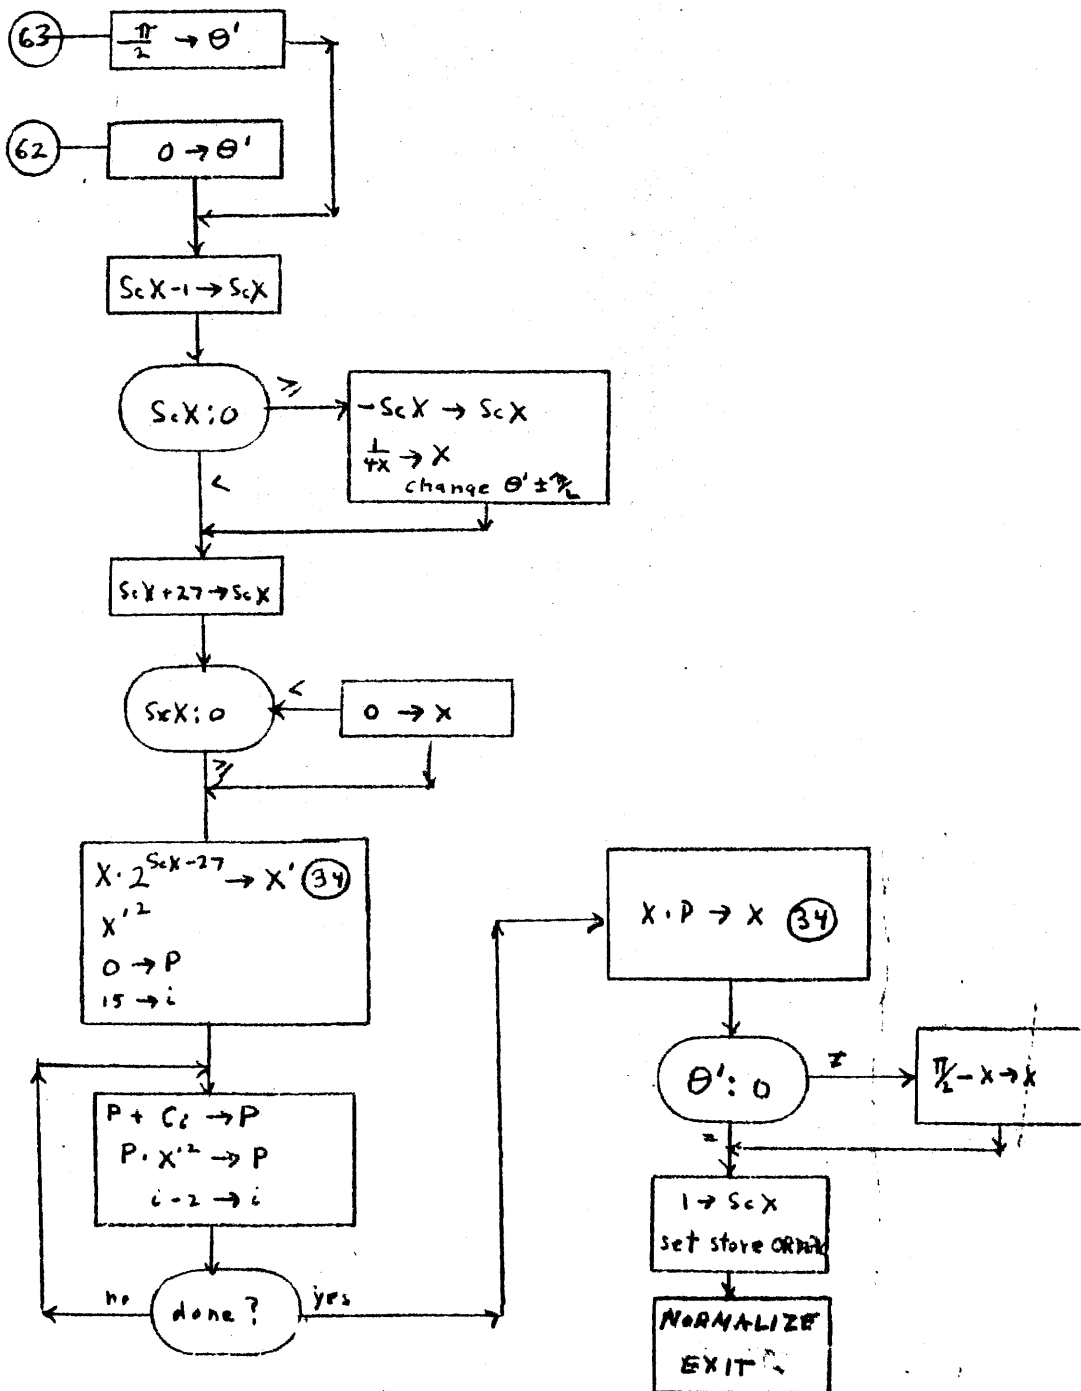 63
π/2 → θ'
62
0 → θ'
ScX-1 → ScX
ScX:0
≥
-ScX → ScX
1/4X → X
change θ' ± π/2
<
ScX+27→ScX
ScX:0
<
0 → X
≥
X·2^ScX-27 → X' 34
X'²
0 → P
15 → i
P + Ci → P
P · X'² → P
i-2 → i
done?
no
yes
X·P → X 34
θ':0
≠
π/2 - X → X
=
1 → ScX
set store
NORMALIZE
EXIT